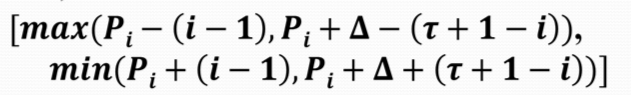 [max(Pᵢ − (i − 1), Pᵢ + Δ − (τ + 1 − i)),
min(Pᵢ + (i − 1), Pᵢ + Δ + (τ + 1 − i))]